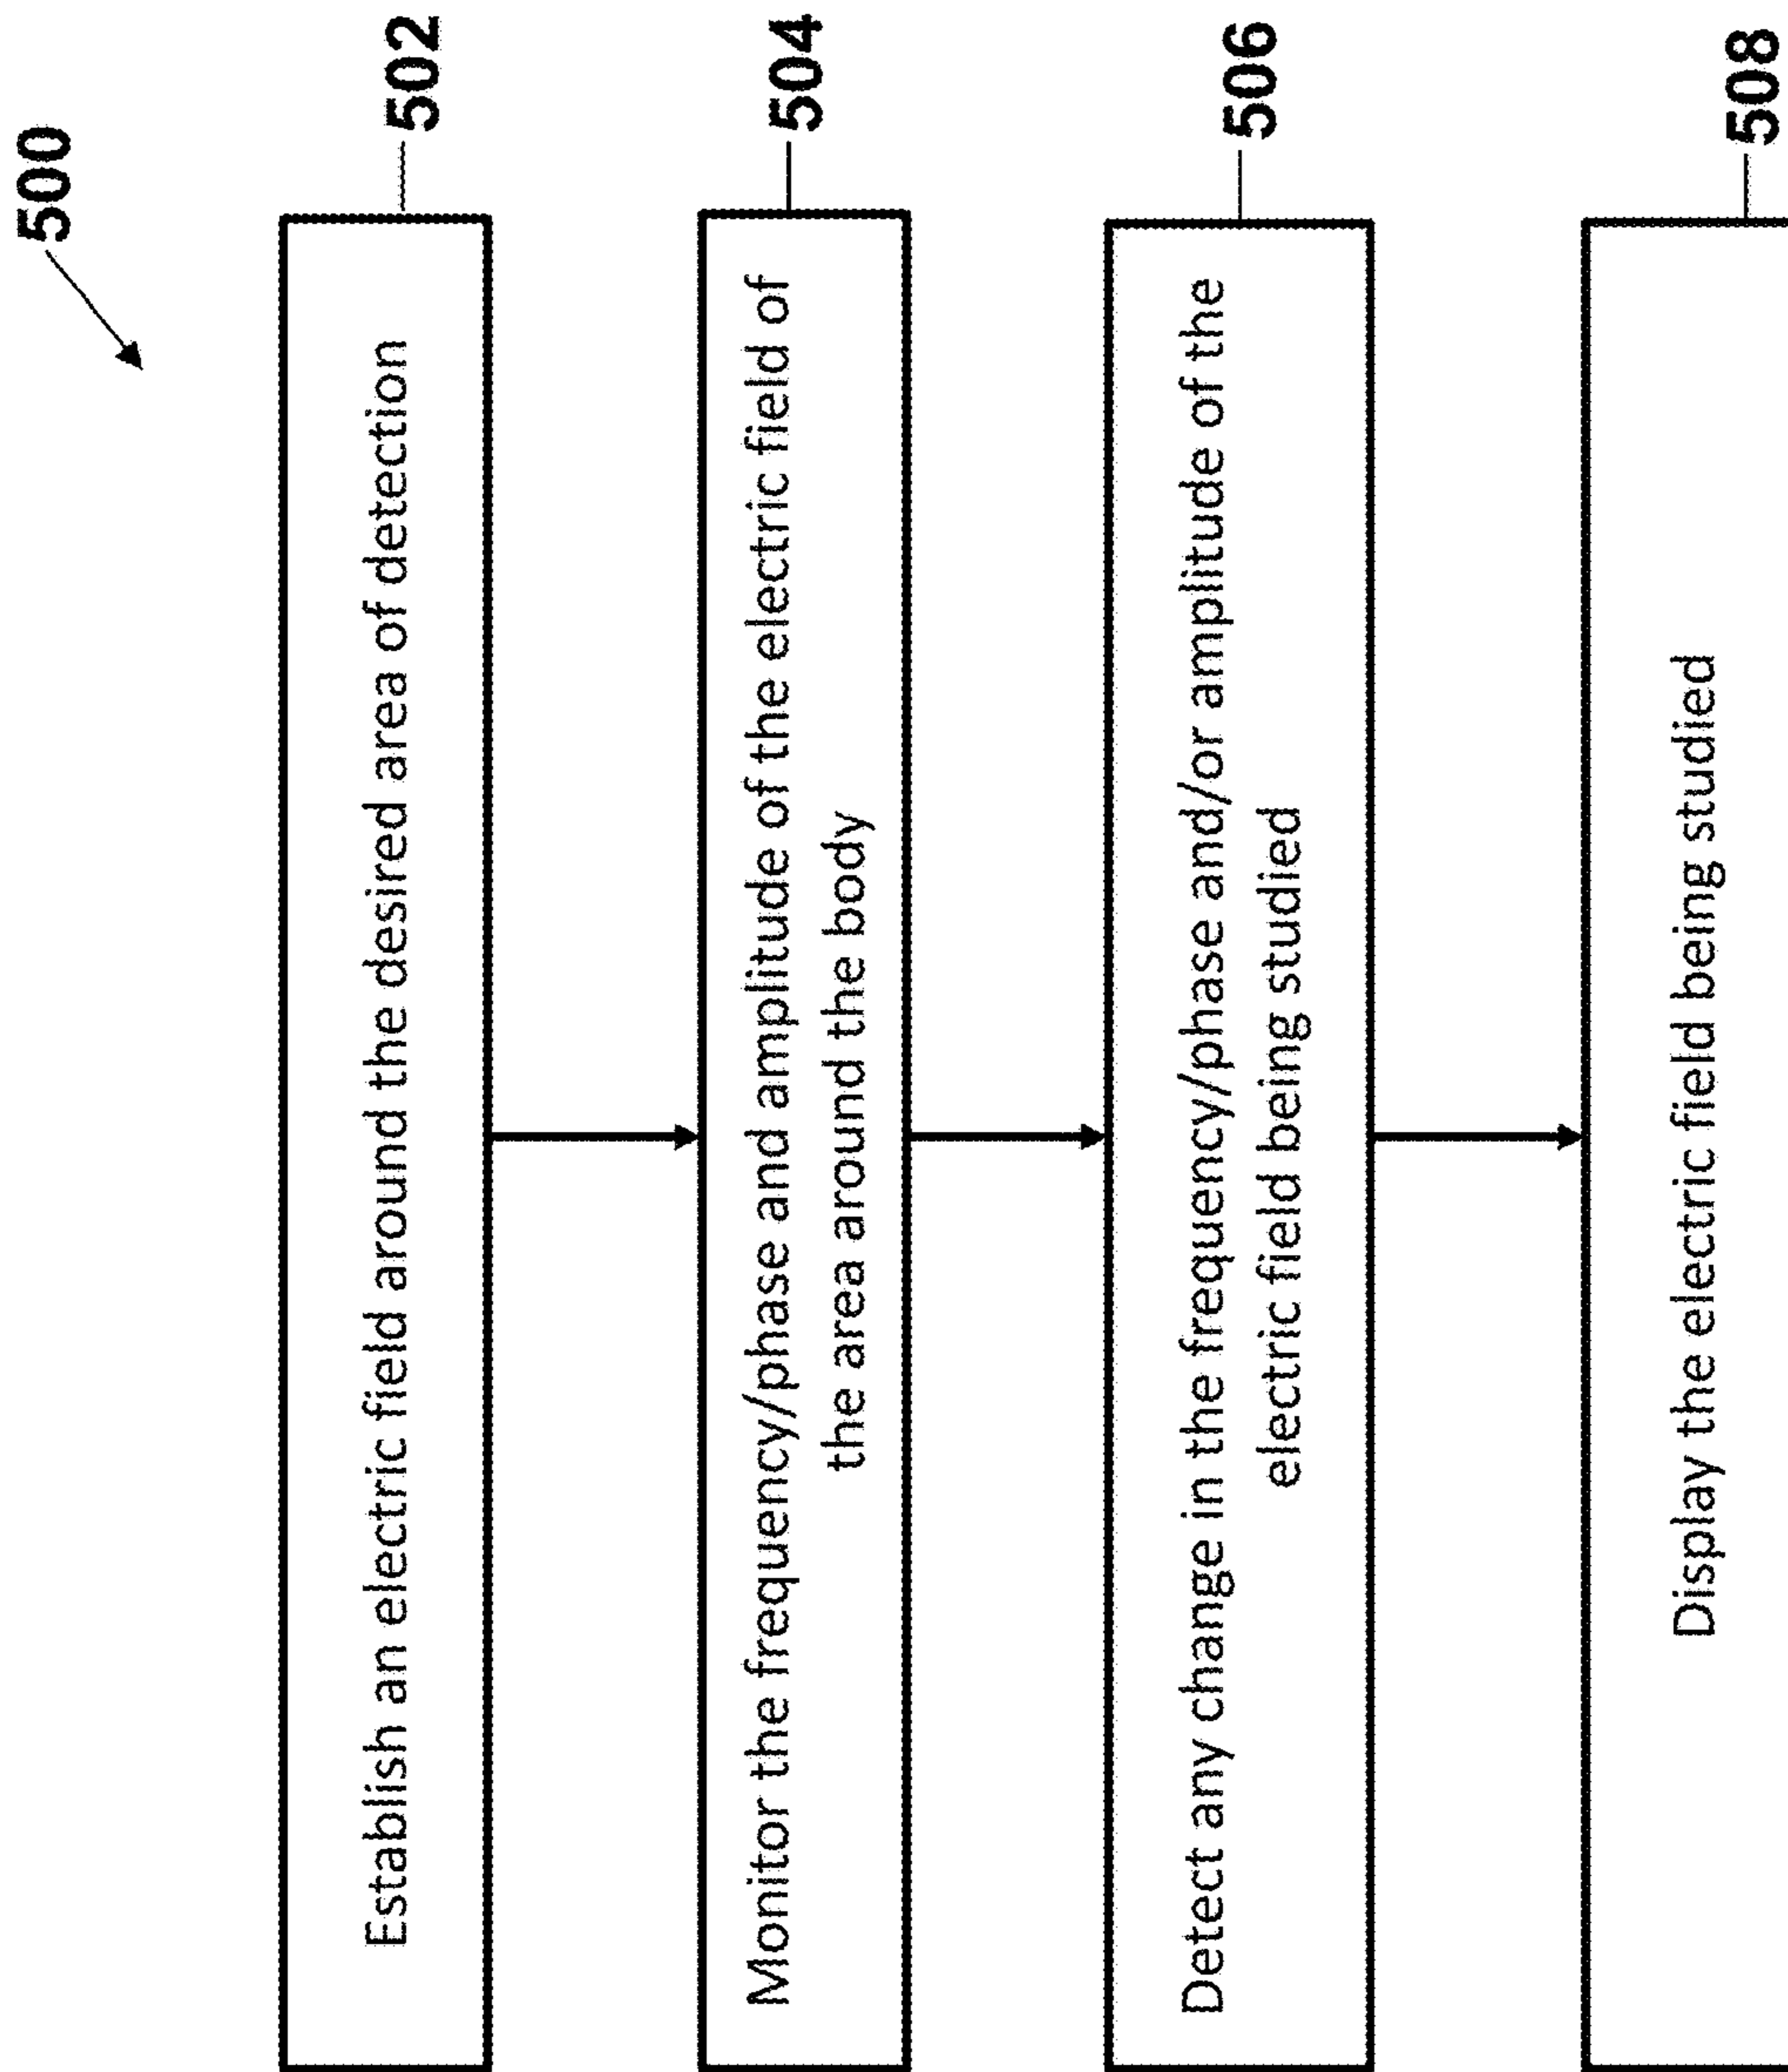 500
Establish an electric field around the desired area of detection
502
Monitor the frequency/phase and amplitude of the electric field of
the area around the body
504
Detect any change in the frequency/phase and/or amplitude of the
electric field being studied
506
Display the electric field being studied
508